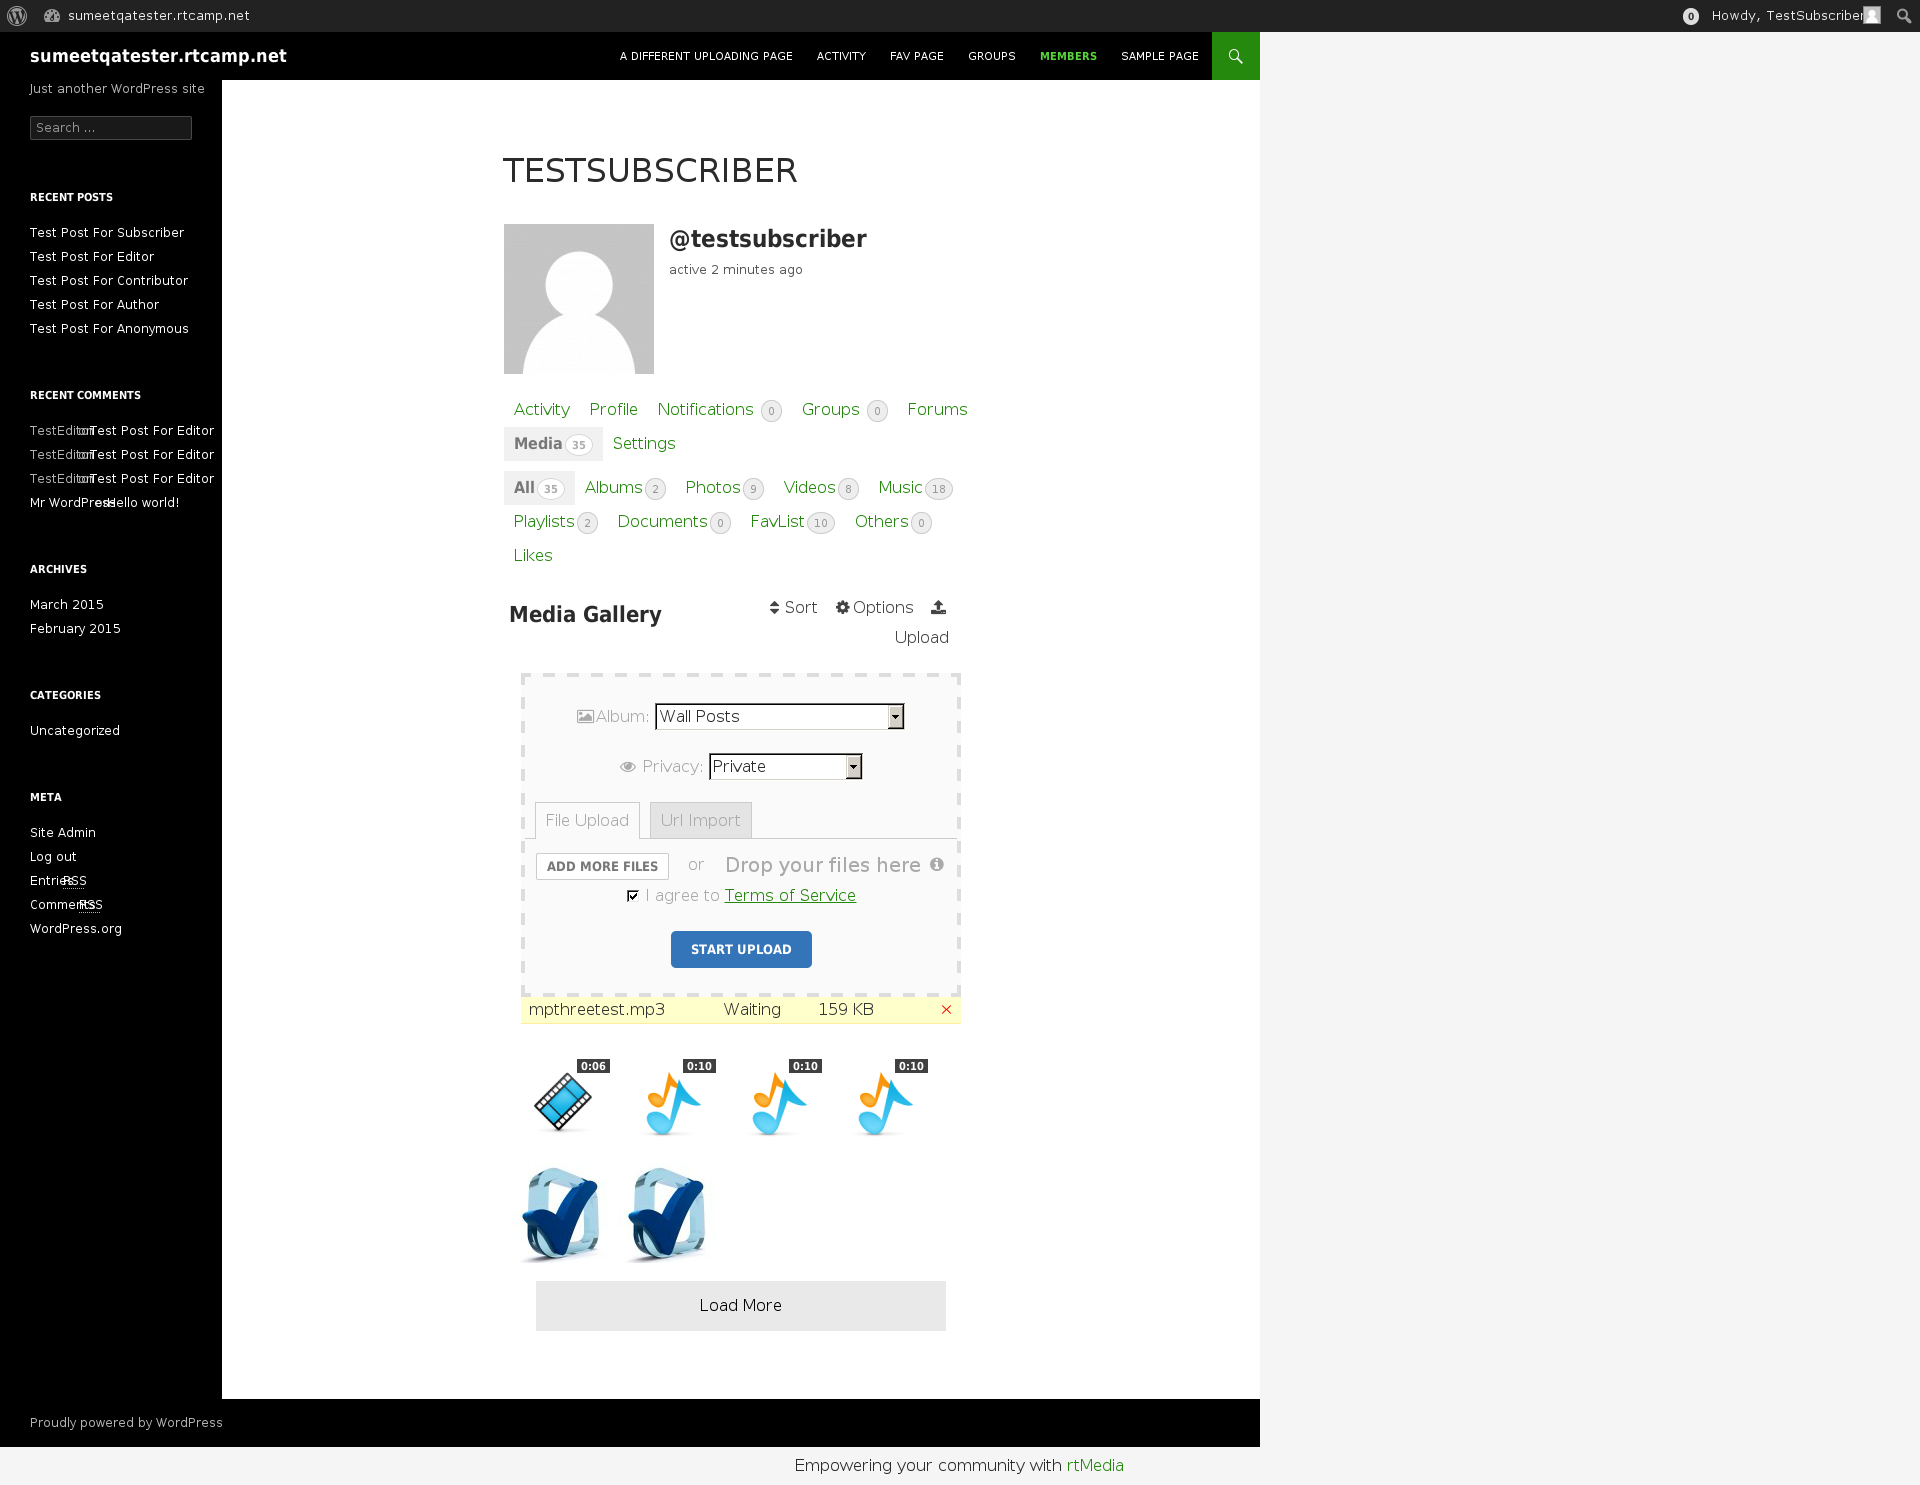 sumeetqatester.rtcamp.net
0
Howdy, TestSubscriber
sumeetqatester.rtcamp.net
A DIFFERENT UPLOADING PAGE
ACTIVITY
FAV PAGE
GROUPS
MEMBERS
SAMPLE PAGE
Just another WordPress site
Search ...
RECENT POSTS
Test Post For Subscriber
Test Post For Editor
Test Post For Contributor
Test Post For Author
Test Post For Anonymous
RECENT COMMENTS
TestEditor on Test Post For Editor
TestEditor on Test Post For Editor
TestEditor on Test Post For Editor
Mr WordPress on Hello world!
ARCHIVES
March 2015
February 2015
CATEGORIES
Uncategorized
META
Site Admin
Log out
Entries RSS
Comments RSS
WordPress.org
TESTSUBSCRIBER
@testsubscriber
active 2 minutes ago
Activity Profile Notifications 0 Groups 0 Forums
Media 35 Settings
All 35 Albums 2 Photos 9 Videos 8 Music 18
Playlists 2 Documents 0 FavList 10 Others 0
Likes
Media Gallery
Sort Options
Upload
Album: Wall Posts
Privacy: Private
File Upload Url Import
ADD MORE FILES or Drop your files here
I agree to Terms of Service
START UPLOAD
mpthreetest.mp3 Waiting 159 KB ×
0:06 0:10 0:10 0:10
Load More
Proudly powered by WordPress
Empowering your community with rtMedia